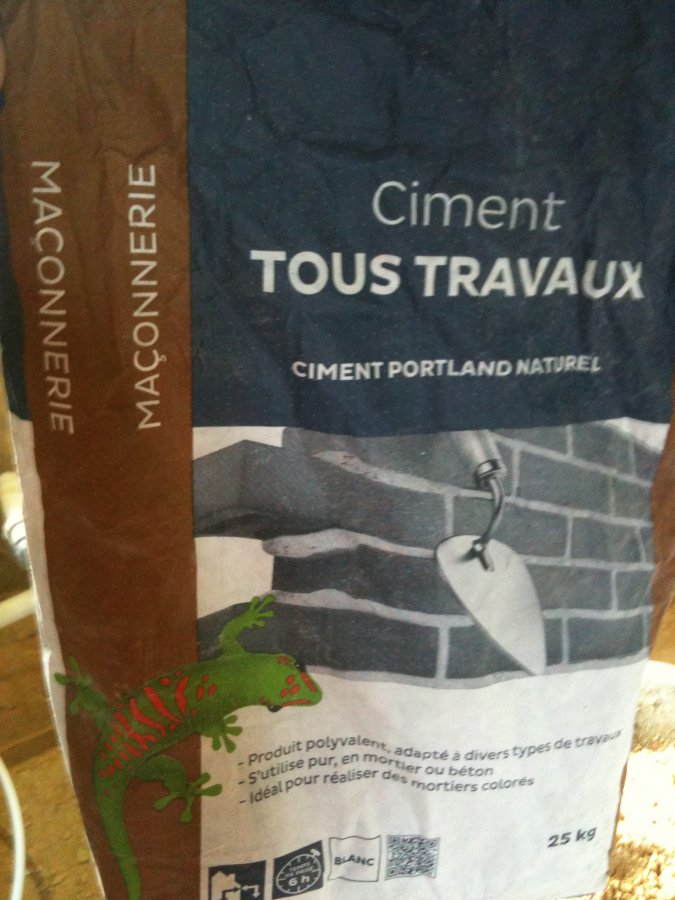 MAÇONNERIE
MAÇONNERIE
Ciment
TOUS TRAVAUX
CIMENT PORTLAND NATUREL
- Produit polyvalent, adapté à divers types de travaux
- S'utilise pur, en mortier ou béton
- Idéal pour réaliser des mortiers colorés
25 kg
6 h
BLANC